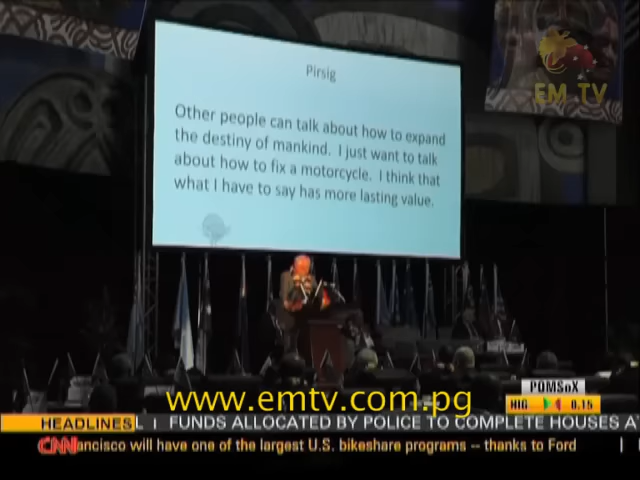 EM TV
Pirsig
Other people can talk about how to expand
the destiny of mankind. I just want to talk
about how to fix a motorcycle. I think that
what I have to say has more lasting value.
www.emtv.com.pg
POMSoX
HIG 0.15
HEADLINES L | FUNDS ALLOCATED BY POLICE TO COMPLETE HOUSES A
CNN ancisco will have one of the largest U.S. bikeshare programs -- thanks to Ford |